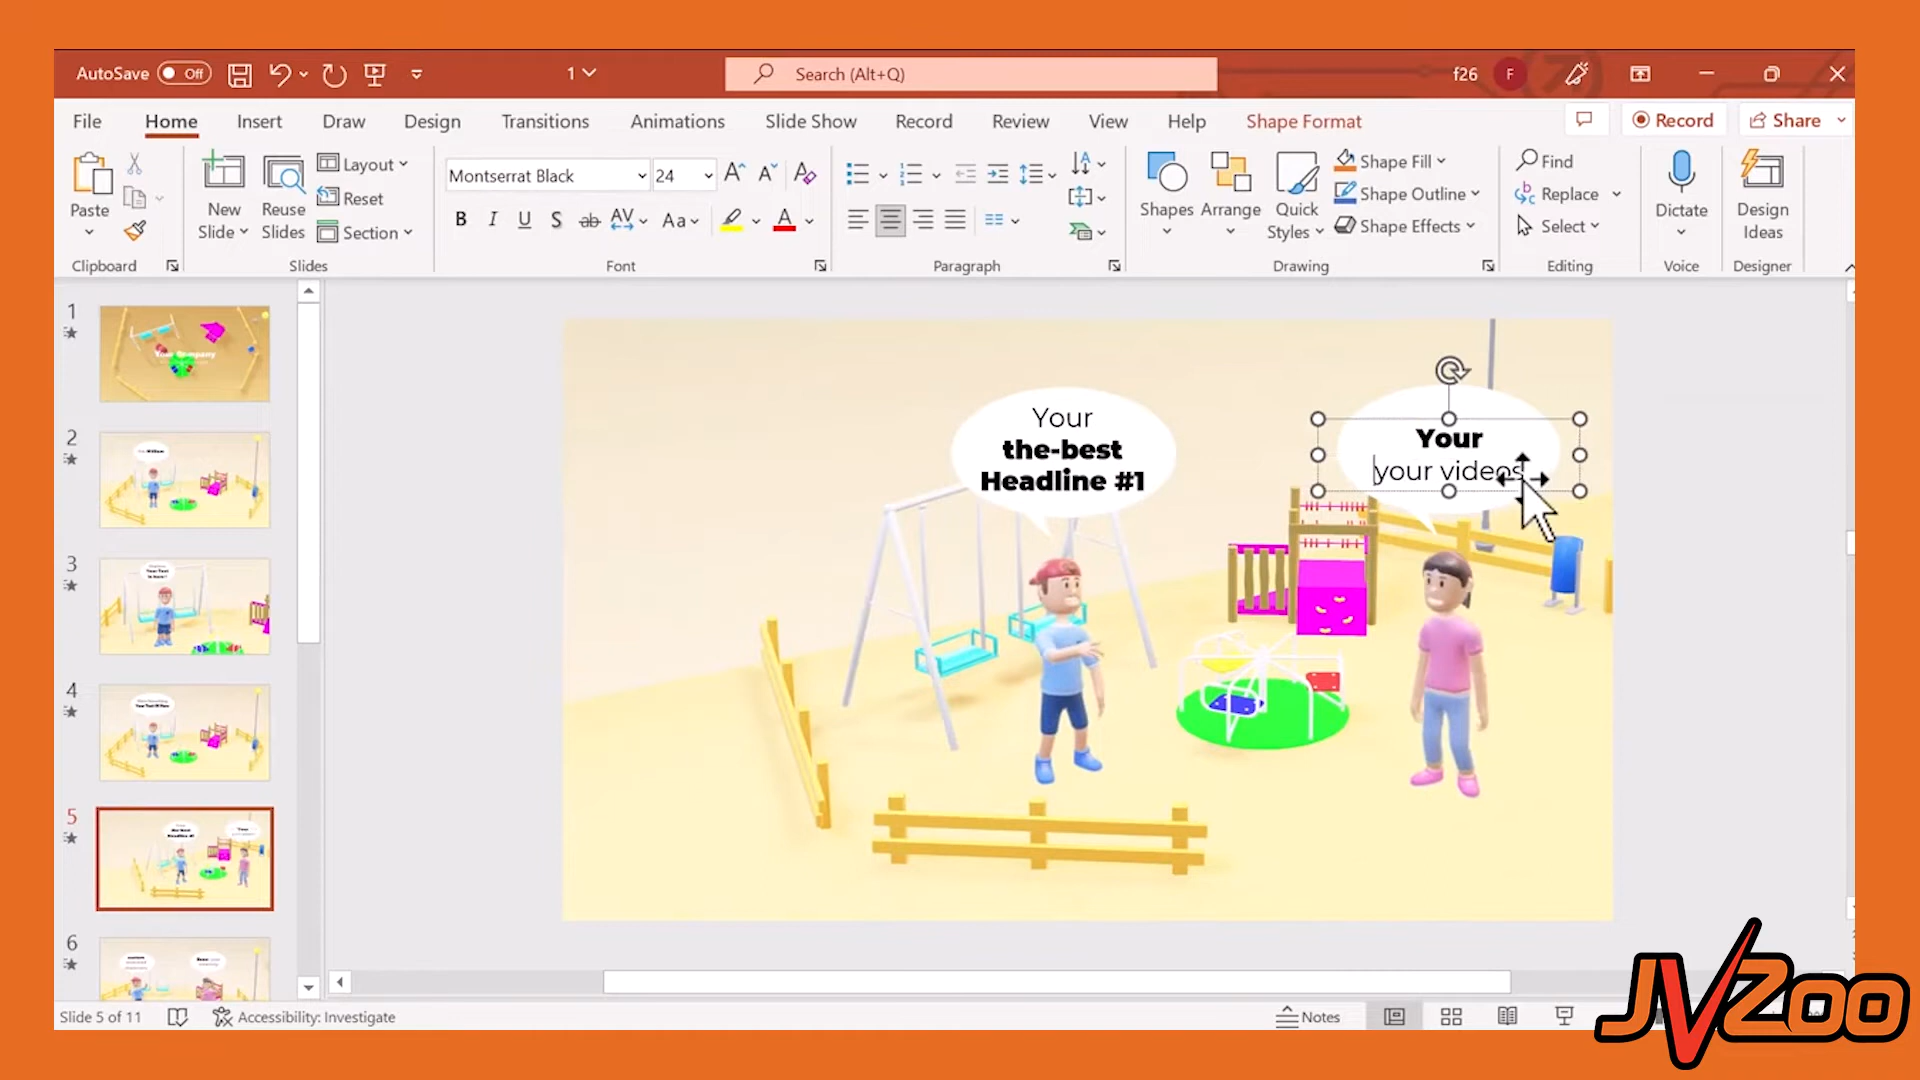 AutoSave Off 1 Search (Alt+Q) f26 F
File Home Insert Draw Design Transitions Animations Slide Show Record Review View Help Shape Format Record Share
Paste
New Slide
Reuse Slides
Layout
Reset
Section
Montserrat Black 24
B I U S ab AV Aa A
Shapes
Arrange
Quick Styles
Shape Fill
Shape Outline
Shape Effects
Find
Replace
Select
Dictate
Design Ideas
Clipboard Slides Font Paragraph Drawing Editing Voice Designer
1
2
3
4
5
6
Your
the-best
Headline #1
Your
your videos
Slide 5 of 11 Accessibility: Investigate Notes
JVZoo